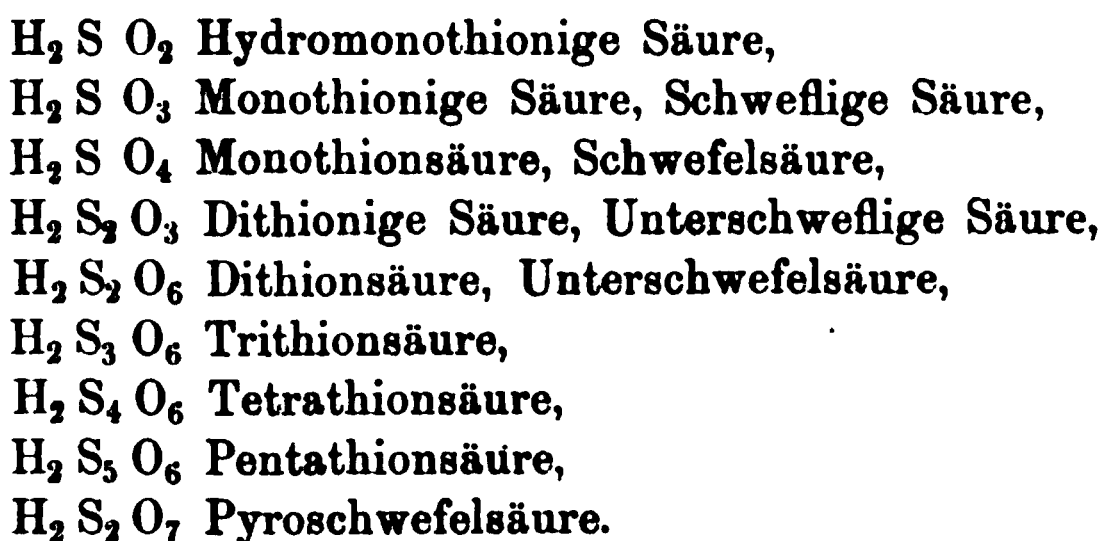 H₂ S O₂ Hydromonothionige Säure,
H₂ S O₃ Monothionige Säure, Schweflige Säure,
H₂ S O₄ Monothionsäure, Schwefelsäure,
H₂ S₂ O₃ Dithionige Säure, Unterschweflige Säure,
H₂ S₂ O₆ Dithionsäure, Unterschwefelsäure,
H₂ S₃ O₆ Trithionsäure,
H₂ S₄ O₆ Tetrathionsäure,
H₂ S₅ O₆ Pentathionsäure,
H₂ S₂ O₇ Pyroschwefelsäure.